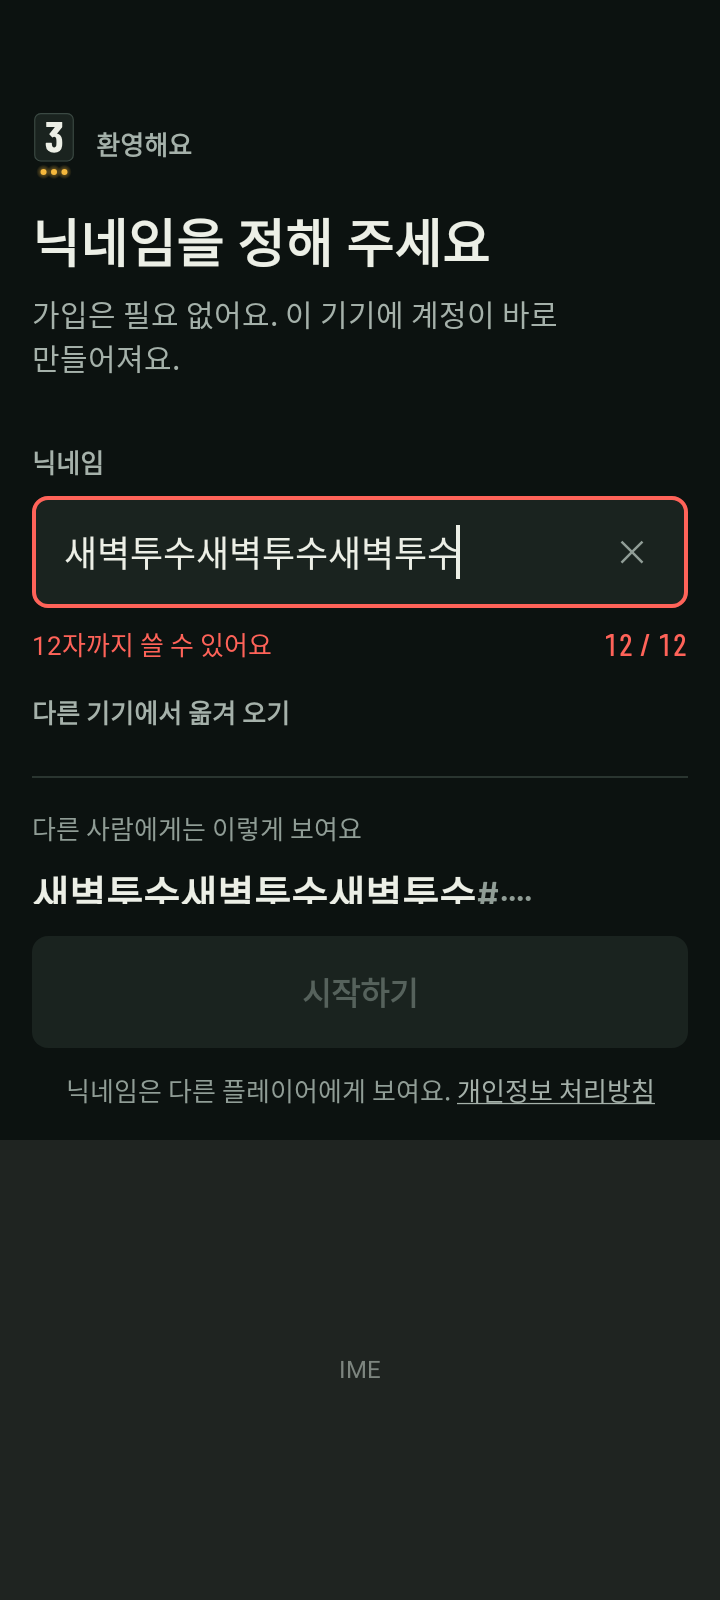 3
환영해요
닉네임을 정해 주세요
가입은 필요 없어요. 이 기기에 계정이 바로
만들어져요.
닉네임
새벽투수새벽투수새벽투수
12자까지 쓸 수 있어요
12 / 12
다른 기기에서 옮겨 오기
다른 사람에게는 이렇게 보여요
새벽투수새벽투수새벽투수#····
시작하기
닉네임은 다른 플레이어에게 보여요. 개인정보 처리방침
IME